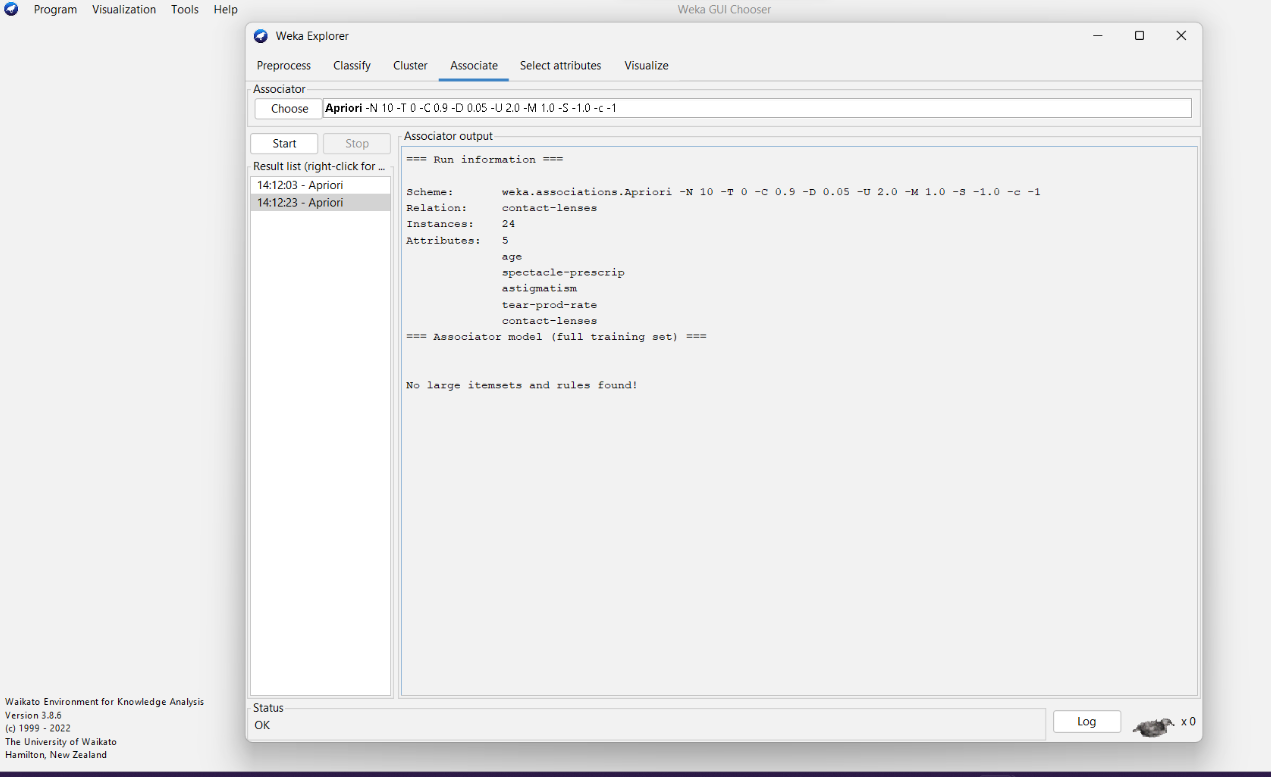 Program Visualization Tools Help
Weka GUI Chooser
Weka Explorer
Preprocess Classify Cluster Associate Select attributes Visualize
Associator
Choose Apriori -N 10 -T 0 -C 0.9 -D 0.05 -U 2.0 -M 1.0 -S -1.0 -c -1
Start Stop
Result list (right-click for ...
14:12:03 - Apriori
14:12:23 - Apriori
Associator output
=== Run information ===
Scheme: weka.associations.Apriori -N 10 -T 0 -C 0.9 -D 0.05 -U 2.0 -M 1.0 -S -1.0 -c -1
Relation: contact-lenses
Instances: 24
Attributes: 5
age
spectacle-prescrip
astigmatism
tear-prod-rate
contact-lenses
=== Associator model (full training set) ===
No large itemsets and rules found!
Status
OK
Log
x 0
Waikato Environment for Knowledge Analysis
Version 3.8.6
(c) 1999 - 2022
The University of Waikato
Hamilton, New Zealand